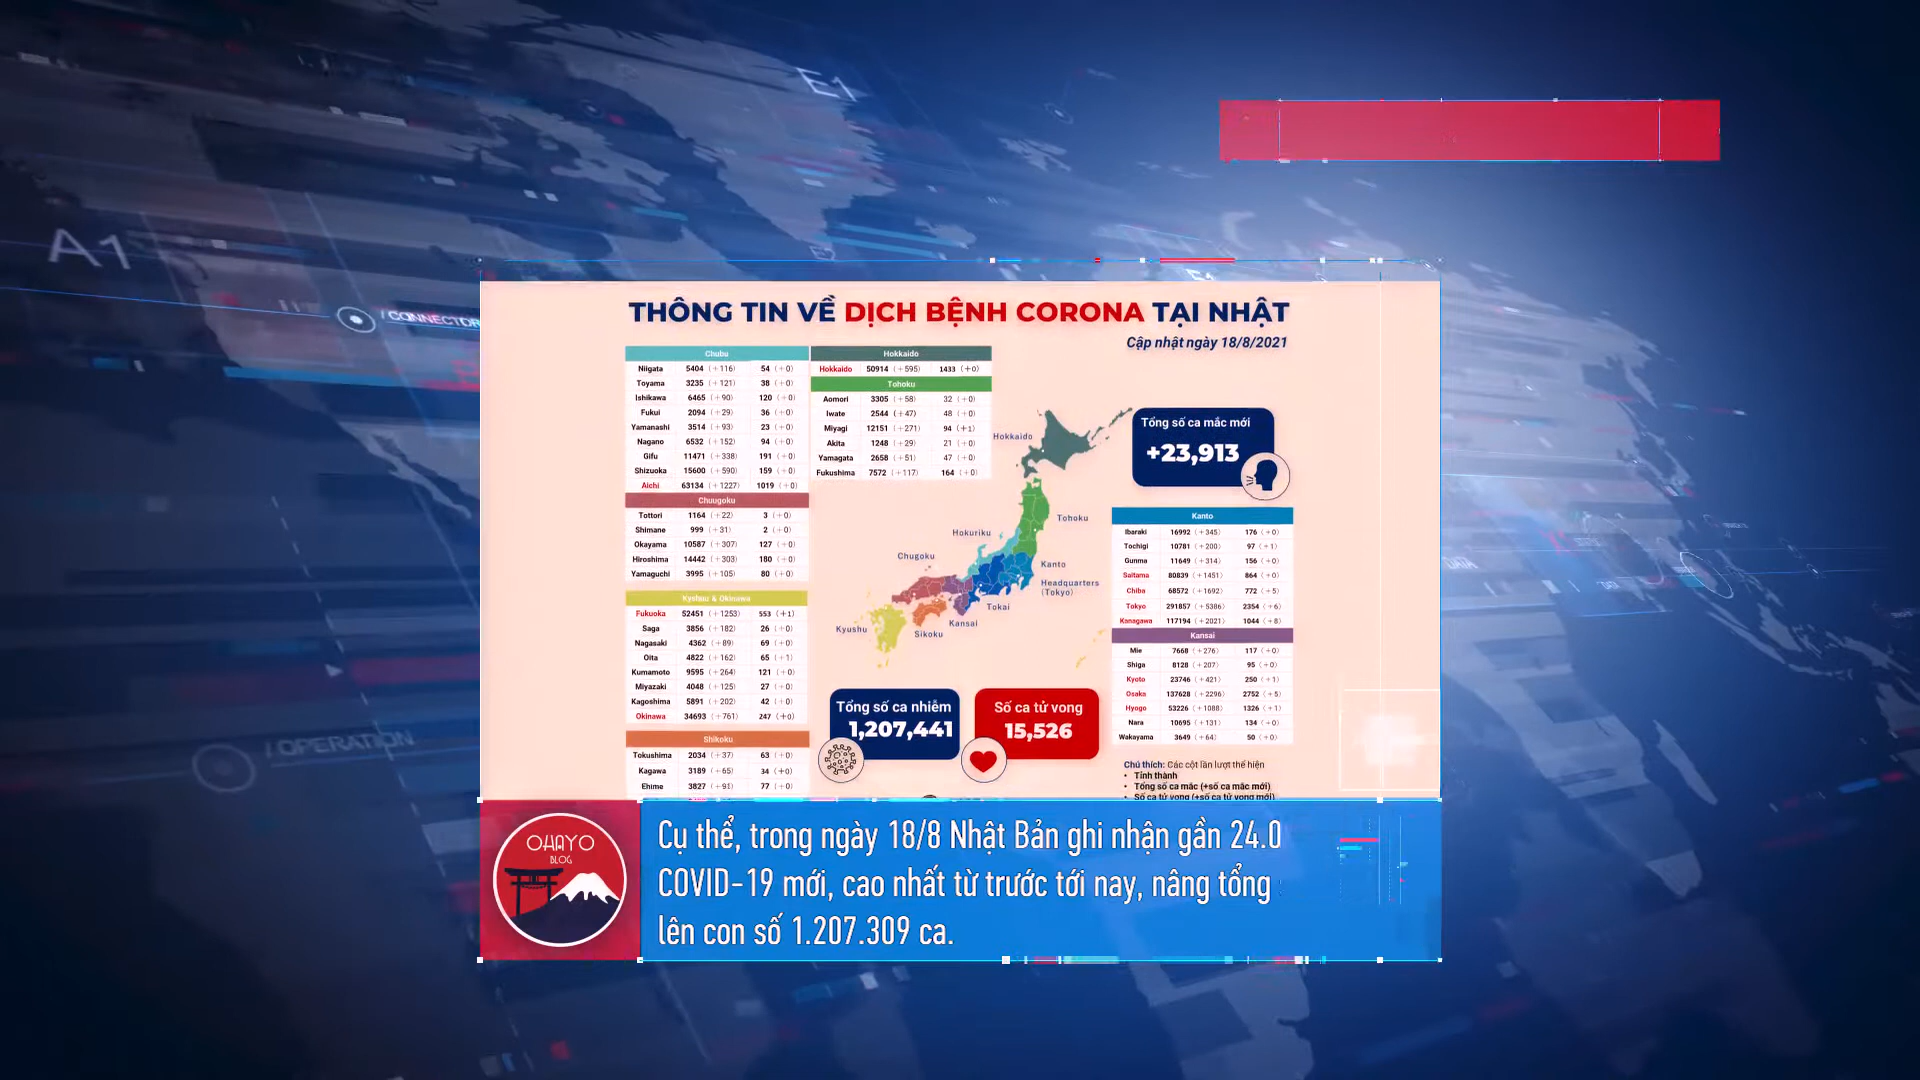 E1
A1
/CONNECTOR
/OPERATION
THÔNG TIN VỀ DỊCH BỆNH CORONA TẠI NHẬT
Cập nhật ngày 18/8/2021
Chubu
Niigata 5404 (+116) 54 (+0)
Toyama 3235 (+121) 38 (+0)
Ishikawa 6465 (+90) 120 (+0)
Fukui 2094 (+29) 36 (+0)
Yamanashi 3514 (+93) 23 (+0)
Nagano 6532 (+152) 94 (+0)
Gifu 11471 (+338) 191 (+0)
Shizuoka 15600 (+590) 159 (+0)
Aichi 63134 (+1227) 1019 (+0)
Chuugoku
Tottori 1164 (+22) 3 (+0)
Shimane 999 (+31) 2 (+0)
Okayama 10587 (+307) 127 (+0)
Hiroshima 14442 (+303) 180 (+0)
Yamaguchi 3995 (+105) 80 (+0)
Kyshuu & Okinawa
Fukuoka 52451 (+1253) 553 (+1)
Saga 3856 (+182) 26 (+0)
Nagasaki 4362 (+89) 69 (+0)
Oita 4822 (+162) 65 (+1)
Kumamoto 9595 (+264) 121 (+0)
Miyazaki 4048 (+125) 27 (+0)
Kagoshima 5891 (+202) 42 (+0)
Okinawa 34693 (+761) 247 (+0)
Shikoku
Tokushima 2034 (+37) 63 (+0)
Kagawa 3189 (+65) 34 (+0)
Ehime 3827 (+91) 77 (+0)
Hokkaido
Hokkaido 50914 (+595) 1433 (+0)
Tohoku
Aomori 3305 (+58) 32 (+0)
Iwate 2544 (+47) 48 (+0)
Miyagi 12151 (+271) 94 (+1)
Akita 1248 (+29) 21 (+0)
Yamagata 2658 (+51) 47 (+0)
Fukushima 7572 (+117) 164 (+0)
Hokkaido
Tohoku
Hokuriku
Chugoku
Kanto
Headquarters
(Tokyo)
Tokai
Kansai
Sikoku
Kyushu
Tổng số ca mắc mới
+23,913
Kanto
Ibaraki 16992 (+345) 176 (+0)
Tochigi 10781 (+200) 97 (+1)
Gunma 11649 (+314) 156 (+0)
Saitama 80839 (+1451) 864 (+0)
Chiba 68572 (+1692) 772 (+5)
Tokyo 291857 (+5386) 2354 (+6)
Kanagawa 117194 (+2021) 1044 (+8)
Kansai
Mie 7668 (+276) 117 (+0)
Shiga 8128 (+207) 95 (+0)
Kyoto 23746 (+421) 250 (+1)
Osaka 137628 (+2296) 2752 (+5)
Hyogo 53226 (+1088) 1326 (+1)
Nara 10695 (+131) 134 (+0)
Wakayama 3649 (+64) 50 (+0)
Tổng số ca nhiễm
1,207,441
Số ca tử vong
15,526
Chú thích: Các cột lần lượt thể hiện
• Tỉnh thành
• Tổng số ca mắc (+số ca mắc mới)
• Số ca tử vong (+số ca tử vong mới)
OHAYO
BLOG
Cụ thể, trong ngày 18/8 Nhật Bản ghi nhận gần 24.0
COVID-19 mới, cao nhất từ trước tới nay, nâng tổng
lên con số 1.207.309 ca.